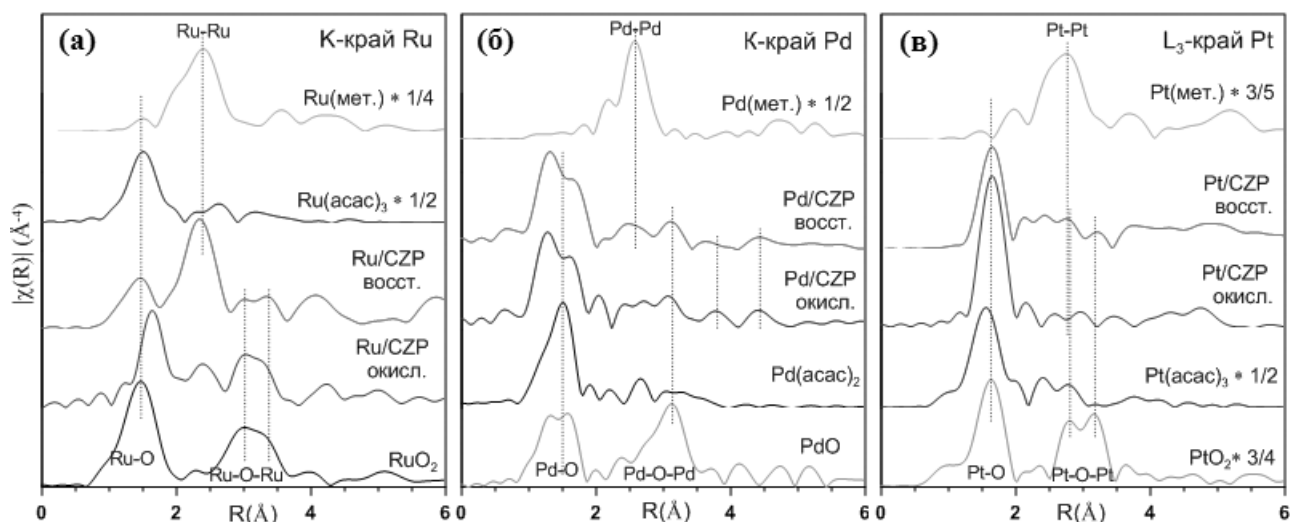 |χ(R)| (Å⁻⁴)
(а)
K-край Ru
Ru-Ru
Ru(мет.) * 1/4
Ru(acac)₃ * 1/2
Ru/CZP
восст.
Ru/CZP
окисл.
Ru-O
Ru-O-Ru
RuO₂
0 2 4 6
R(Å)
(б)
К-край Pd
Pd-Pd
Pd(мет.) * 1/2
Pd/CZP
восст.
Pd/CZP
окисл.
Pd(acac)₂
Pd-O
Pd-O-Pd
PdO
0 2 4 6
R(Å)
(в)
L₃-край Pt
Pt-Pt
Pt(мет.) * 3/5
Pt/CZP
восст.
Pt/CZP
окисл.
Pt(acac)₃ * 1/2
Pt-O
Pt-O-Pt
PtO₂* 3/4
0 2 4 6
R(Å)